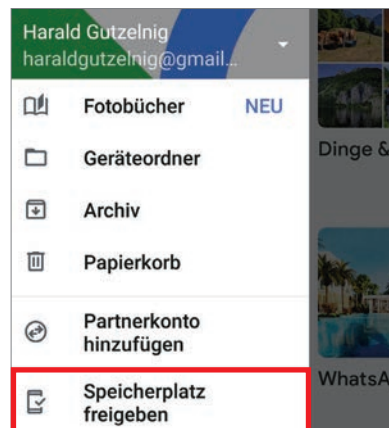 Harald Gutzelnig
haraldgutzelnig@gmail...
Fotobücher NEU
Geräteordner
Archiv
Papierkorb
Partnerkonto
hinzufügen
Speicherplatz
freigeben
Dinge &
WhatsA